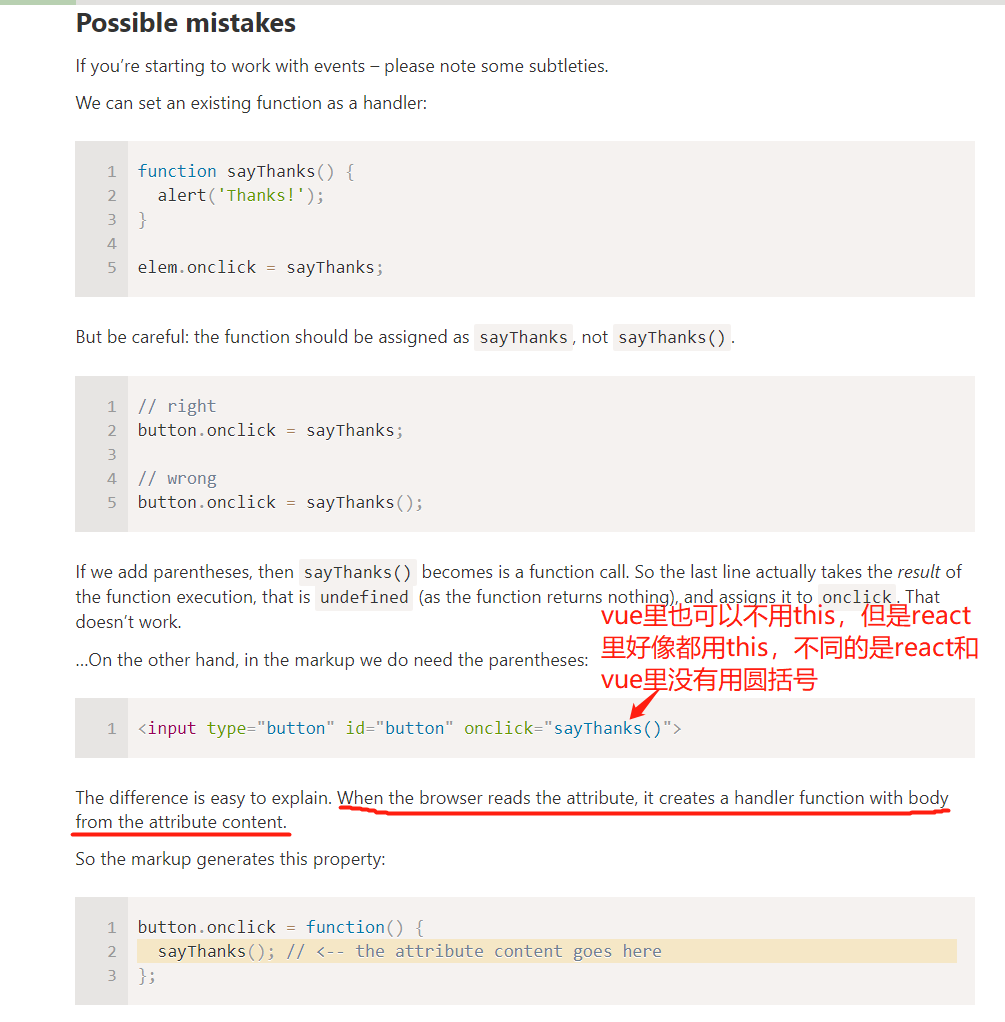 Possible mistakes
If you’re starting to work with events – please note some subtleties.
We can set an existing function as a handler:
1 function sayThanks() {
2   alert('Thanks!');
3 }
4
5 elem.onclick = sayThanks;
But be careful: the function should be assigned as sayThanks, not sayThanks().
1 // right
2 button.onclick = sayThanks;
3
4 // wrong
5 button.onclick = sayThanks();
If we add parentheses, then sayThanks() becomes is a function call. So the last line actually takes the result of
the function execution, that is undefined (as the function returns nothing), and assigns it to onclick. That
doesn’t work.
vue里也可以不用this，但是react
里好像都用this，不同的是react和
vue里没有用圆括号
…On the other hand, in the markup we do need the parentheses:
1 <input type="button" id="button" onclick="sayThanks()">
The difference is easy to explain. When the browser reads the attribute, it creates a handler function with body
from the attribute content.
So the markup generates this property:
1 button.onclick = function() {
2   sayThanks(); // <-- the attribute content goes here
3 };